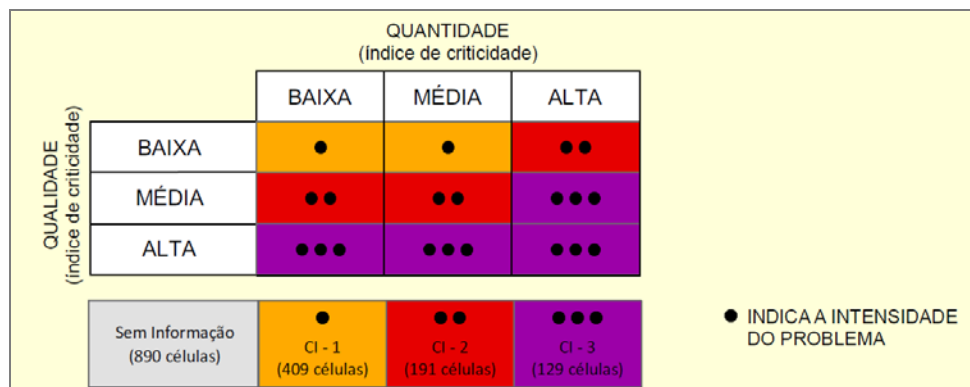 QUANTIDADE
(índice de criticidade)
BAIXA
MÉDIA
ALTA
QUALIDADE
(índice de criticidade)
BAIXA
MÉDIA
ALTA
Sem Informação
(890 células)
CI - 1
(409 células)
CI - 2
(191 células)
CI - 3
(129 células)
INDICA A INTENSIDADE
DO PROBLEMA